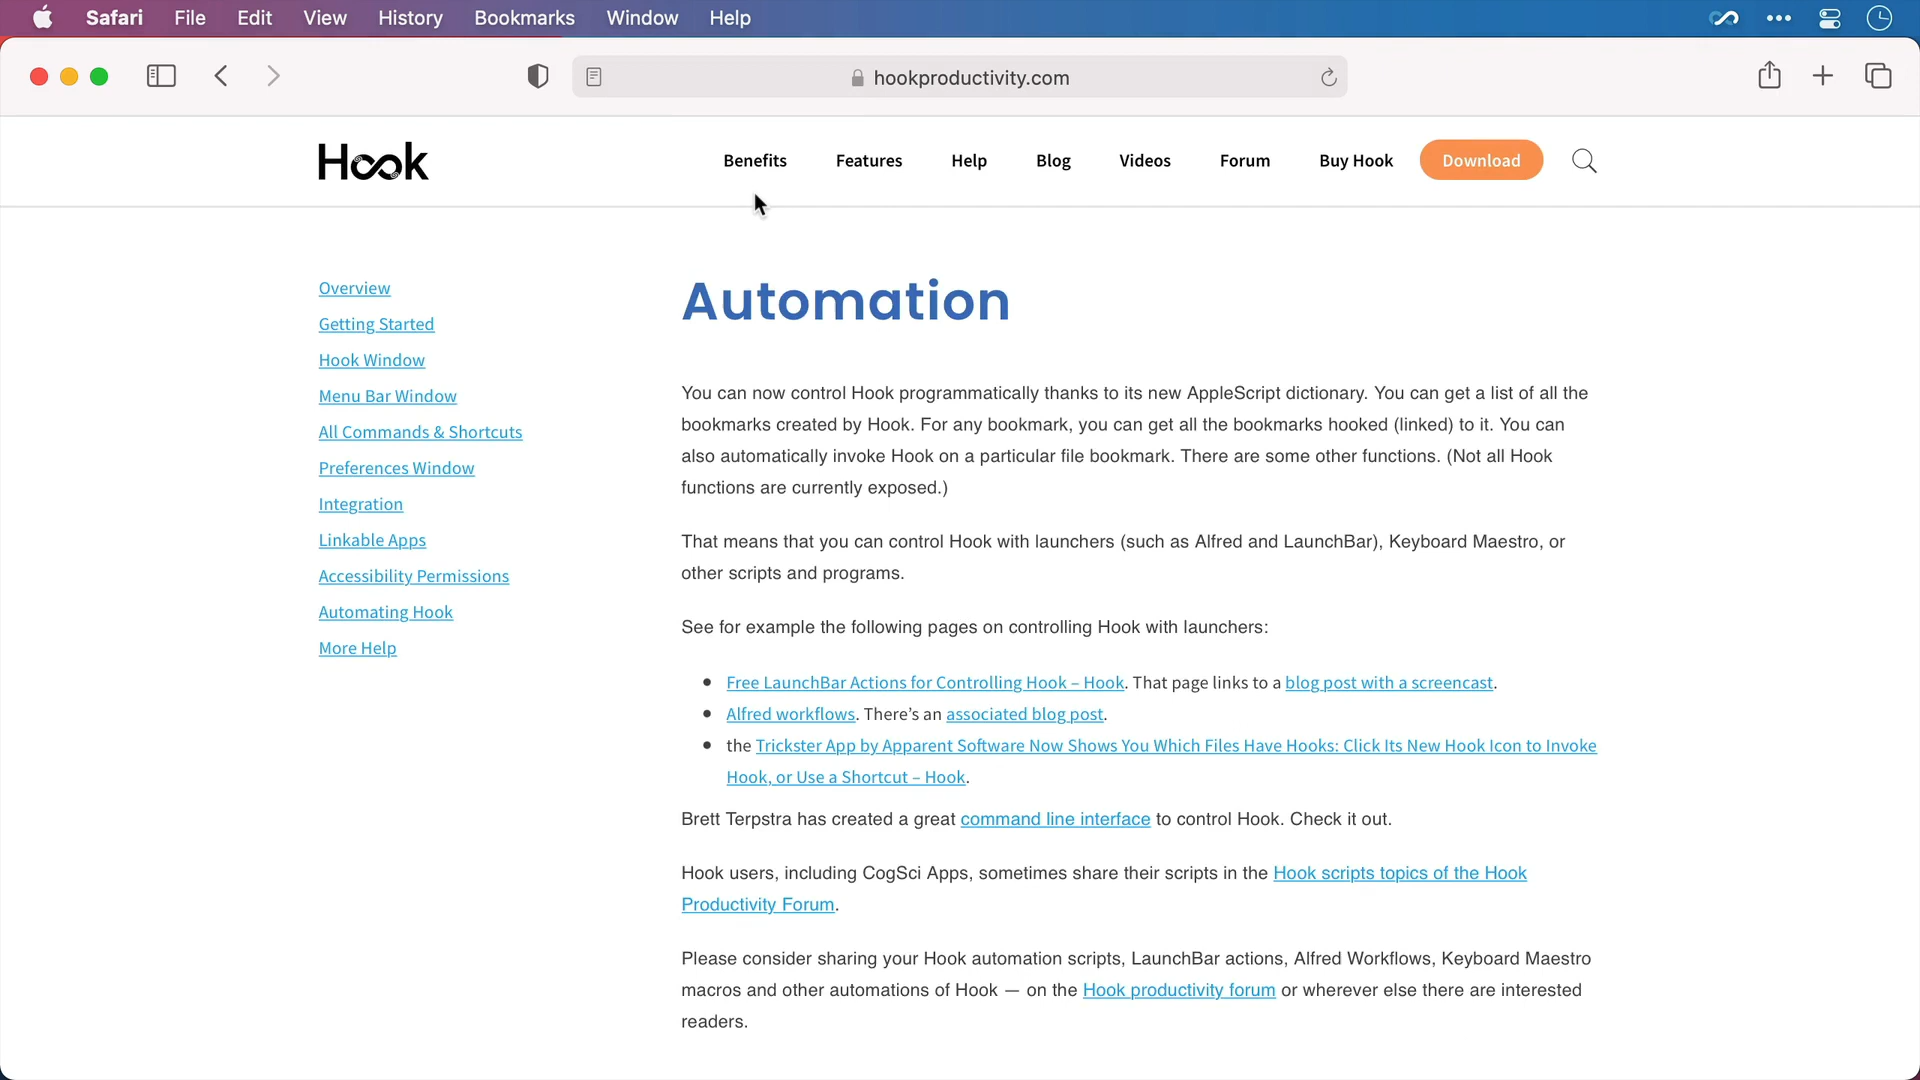 Safari File Edit View History Bookmarks Window Help
hookproductivity.com
Hook Benefits Features Help Blog Videos Forum Buy Hook Download
Overview
Getting Started
Hook Window
Menu Bar Window
All Commands & Shortcuts
Preferences Window
Integration
Linkable Apps
Accessibility Permissions
Automating Hook
More Help
Automation
You can now control Hook programmatically thanks to its new AppleScript dictionary. You can get a list of all the
bookmarks created by Hook. For any bookmark, you can get all the bookmarks hooked (linked) to it. You can
also automatically invoke Hook on a particular file bookmark. There are some other functions. (Not all Hook
functions are currently exposed.)
That means that you can control Hook with launchers (such as Alfred and LaunchBar), Keyboard Maestro, or
other scripts and programs.
See for example the following pages on controlling Hook with launchers:
• Free LaunchBar Actions for Controlling Hook – Hook. That page links to a blog post with a screencast.
• Alfred workflows. There’s an associated blog post.
• the Trickster App by Apparent Software Now Shows You Which Files Have Hooks: Click Its New Hook Icon to Invoke
Hook, or Use a Shortcut – Hook.
Brett Terpstra has created a great command line interface to control Hook. Check it out.
Hook users, including CogSci Apps, sometimes share their scripts in the Hook scripts topics of the Hook
Productivity Forum.
Please consider sharing your Hook automation scripts, LaunchBar actions, Alfred Workflows, Keyboard Maestro
macros and other automations of Hook — on the Hook productivity forum or wherever else there are interested
readers.